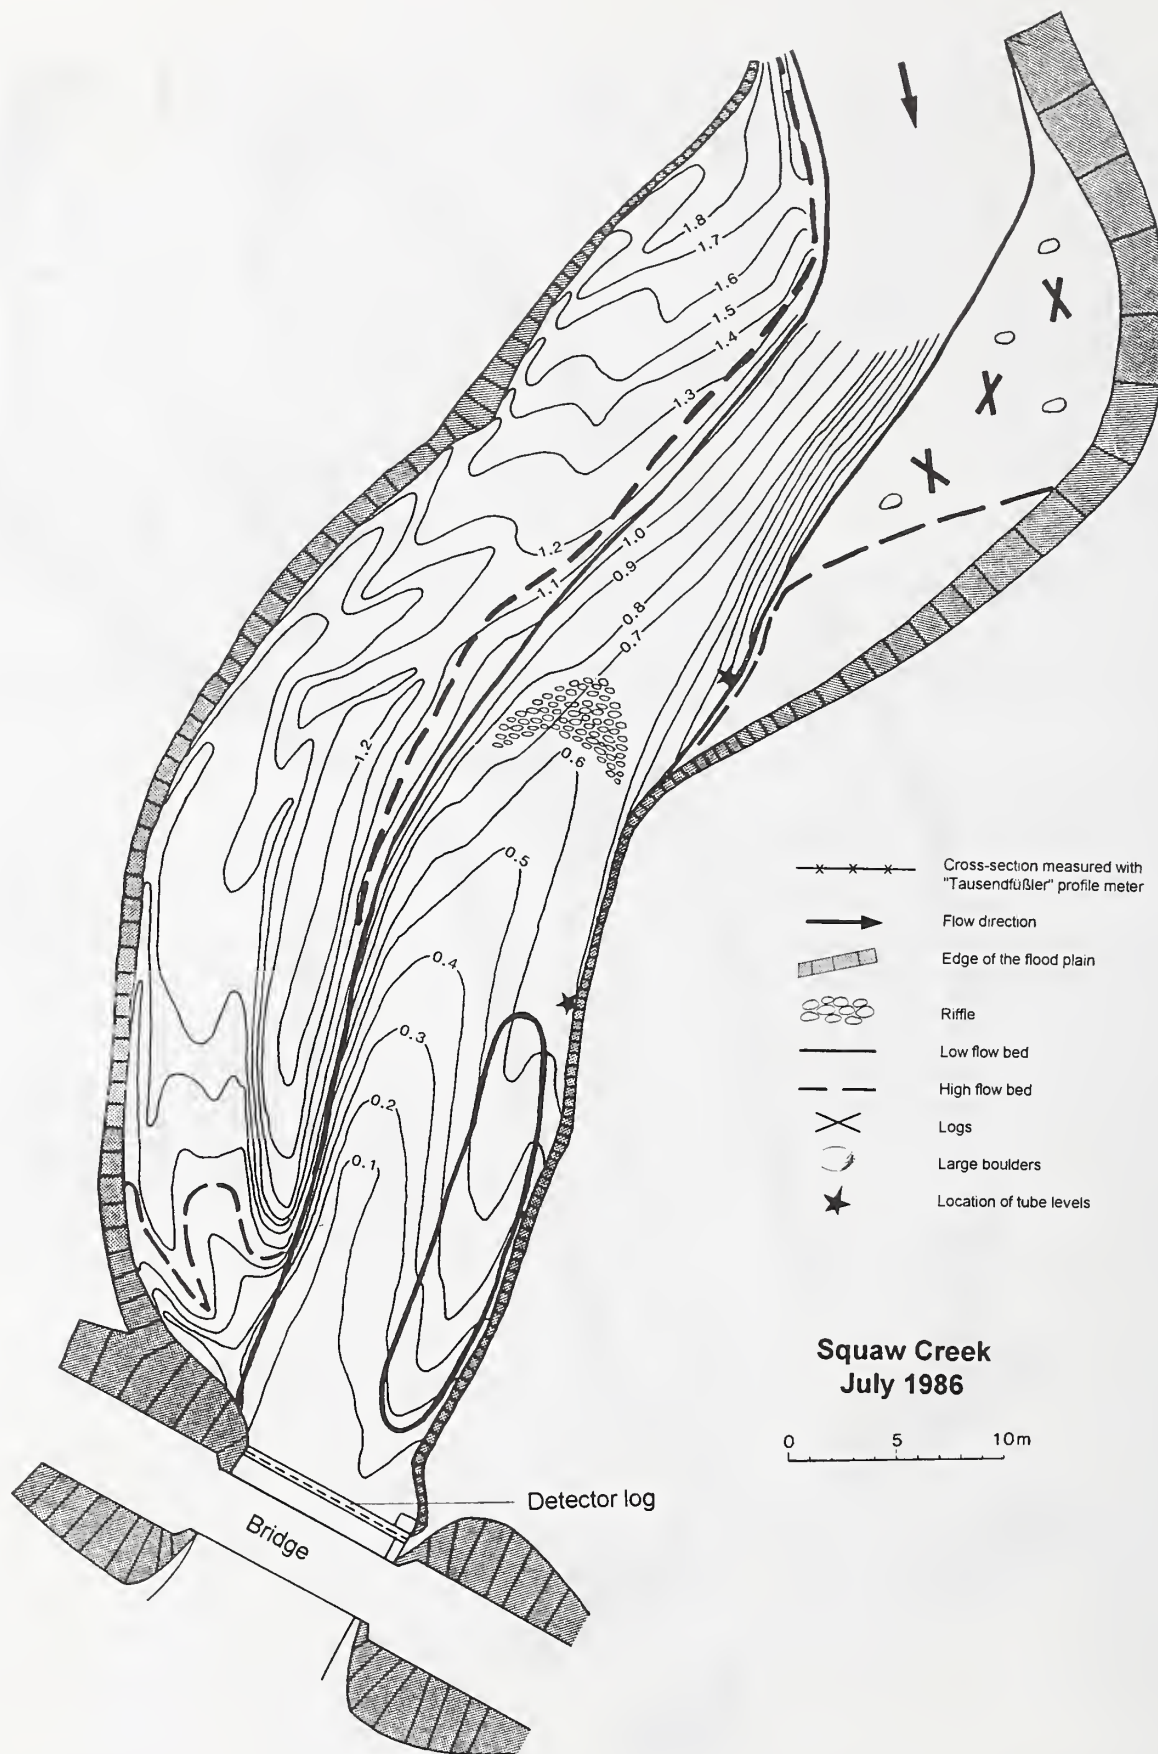 1.8
1.7
1.6
1.5
1.4
1.3
1.2
1.0
1.1
0.9
0.8
0.7
1.2
0.6
0.5
0.4
0.3
0.2
0.1
Cross-section measured with
"Tausendfüßler" profile meter
Flow direction
Edge of the flood plain
Riffle
Low flow bed
High flow bed
Logs
Large boulders
Location of tube levels
Squaw Creek
July 1986
0 5 10m
Detector log
Bridge